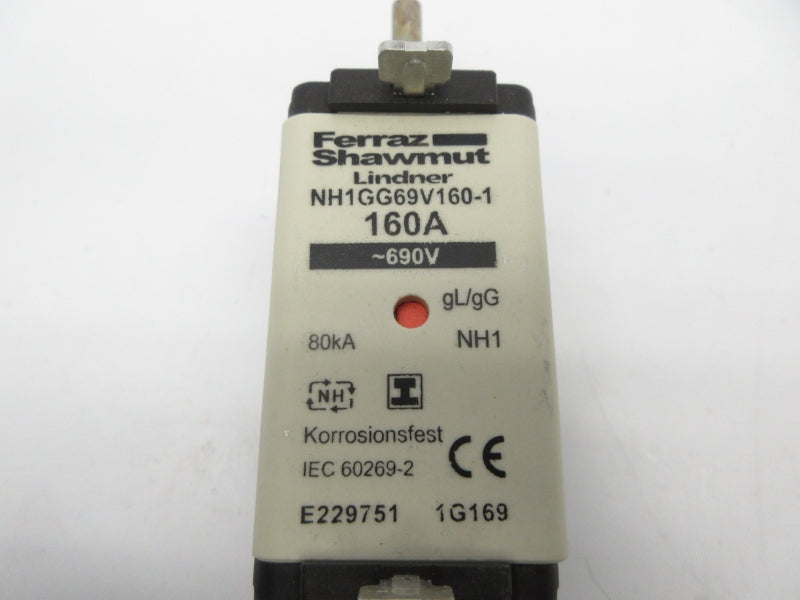 Ferraz
Shawmut
Lindner
NH1GG69V160-1
160A
~690V
gL/gG
80kA NH1
NH
Korrosionsfest CE
IEC 60269-2
E229751 1G169